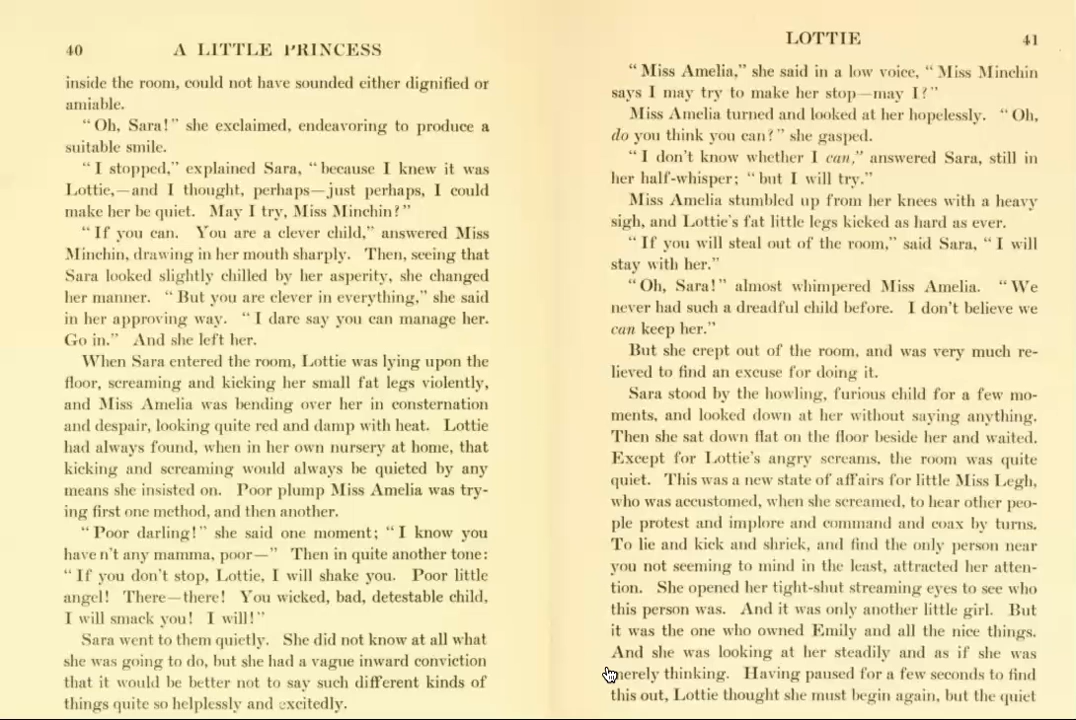 40 A LITTLE PRINCESS
inside the room, could not have sounded either dignified or
amiable.
“Oh, Sara!” she exclaimed, endeavoring to produce a
suitable smile.
“I stopped,” explained Sara, “because I knew it was
Lottie,—and I thought, perhaps—just perhaps, I could
make her be quiet. May I try, Miss Minchin?”
“If you can. You are a clever child,” answered Miss
Minchin, drawing in her mouth sharply. Then, seeing that
Sara looked slightly chilled by her asperity, she changed
her manner. “But you are clever in everything,” she said
in her approving way. “I dare say you can manage her.
Go in.” And she left her.
When Sara entered the room, Lottie was lying upon the
floor, screaming and kicking her small fat legs violently,
and Miss Amelia was bending over her in consternation
and despair, looking quite red and damp with heat. Lottie
had always found, when in her own nursery at home, that
kicking and screaming would always be quieted by any
means she insisted on. Poor plump Miss Amelia was try-
ing first one method, and then another.
“Poor darling!” she said one moment; “I know you
have n't any mamma, poor—” Then in quite another tone:
“If you don't stop, Lottie, I will shake you. Poor little
angel! There—there! You wicked, bad, detestable child,
I will smack you! I will!”
Sara went to them quietly. She did not know at all what
she was going to do, but she had a vague inward conviction
that it would be better not to say such different kinds of
things quite so helplessly and excitedly.
LOTTIE 41
“Miss Amelia,” she said in a low voice, “Miss Minchin
says I may try to make her stop—may I?”
Miss Amelia turned and looked at her hopelessly. “Oh,
do you think you can?” she gasped.
“I don't know whether I can,” answered Sara, still in
her half-whisper; “but I will try.”
Miss Amelia stumbled up from her knees with a heavy
sigh, and Lottie's fat little legs kicked as hard as ever.
“If you will steal out of the room,” said Sara, “I will
stay with her.”
“Oh, Sara!” almost whimpered Miss Amelia. “We
never had such a dreadful child before. I don't believe we
can keep her.”
But she crept out of the room, and was very much re-
lieved to find an excuse for doing it.
Sara stood by the howling, furious child for a few mo-
ments, and looked down at her without saying anything.
Then she sat down flat on the floor beside her and waited.
Except for Lottie's angry screams, the room was quite
quiet. This was a new state of affairs for little Miss Legh,
who was accustomed, when she screamed, to hear other peo-
ple protest and implore and command and coax by turns.
To lie and kick and shriek, and find the only person near
you not seeming to mind in the least, attracted her atten-
tion. She opened her tight-shut streaming eyes to see who
this person was. And it was only another little girl. But
it was the one who owned Emily and all the nice things.
And she was looking at her steadily and as if she was
merely thinking. Having paused for a few seconds to find
this out, Lottie thought she must begin again, but the quiet